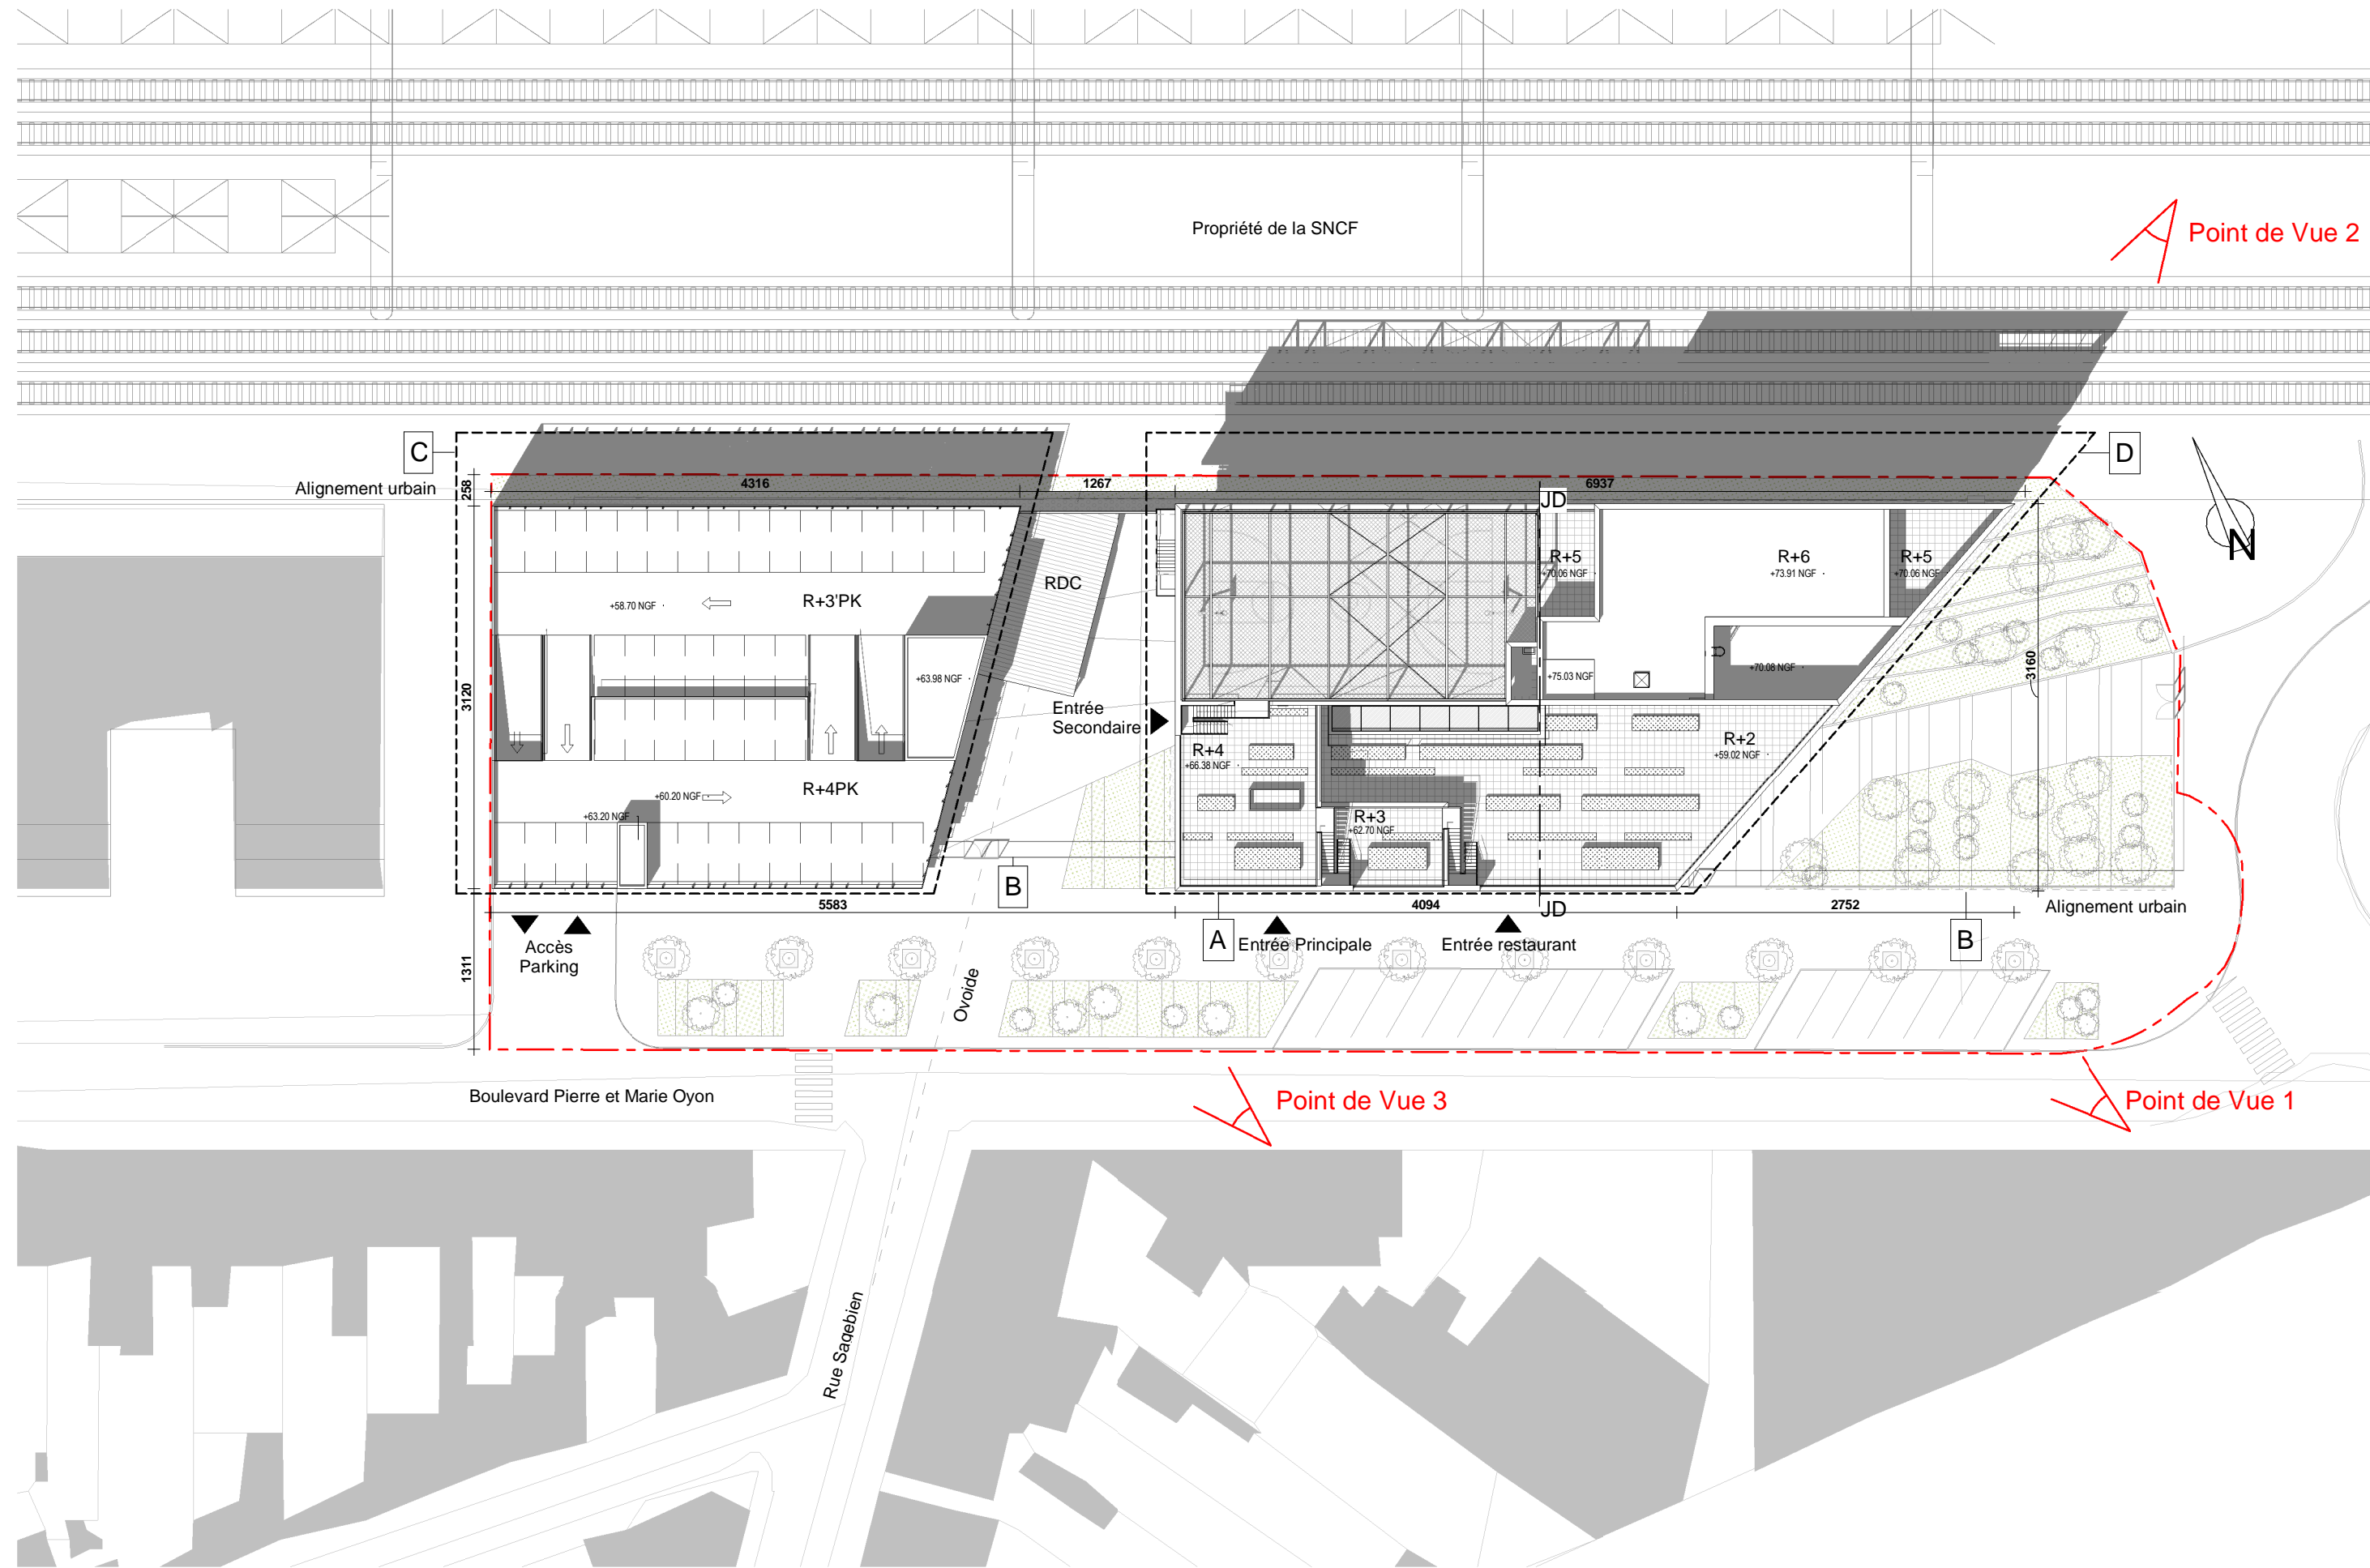 Propriété de la SNCF
Point de Vue 2
C
D
Alignement urbain
258
4316
1267
6937
JD
N
R+5
+70.06 NGF
R+6
+73.91 NGF
R+5
+70.06 NGF
RDC
+58.70 NGF
R+3'PK
3120
3160
+63.98 NGF
+70.08 NGF
+75.03 NGF
Entrée
Secondaire
R+4
+66.38 NGF
R+2
+59.02 NGF
+60.20 NGF
R+4PK
+63.20 NGF
R+3
+62.70 NGF
B
5583
4094
JD
2752
Alignement urbain
A
Entrée Principale
Entrée restaurant
B
Accès
Parking
1311
Ovoide
Boulevard Pierre et Marie Oyon
Point de Vue 3
Point de Vue 1
Rue Sagebien